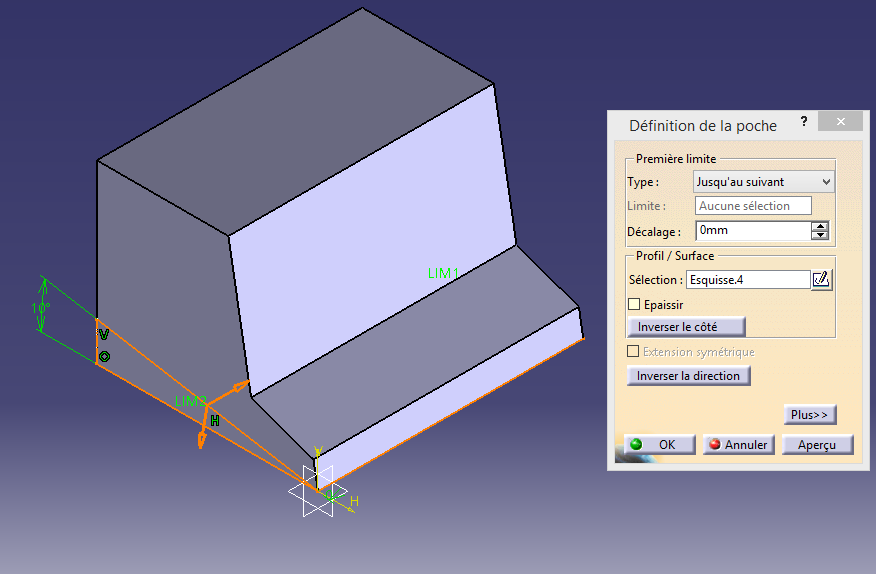 Définition de la poche
?
Première limite
Type : Jusqu'au suivant
Limite : Aucune sélection
Décalage : 0mm
Profil / Surface
Sélection : Esquisse.4
Epaissir
Inverser le côté
Extension symétrique
Inverser la direction
Plus>>
OK Annuler Aperçu
LIM1
10°
V
LIM2
H
V
H